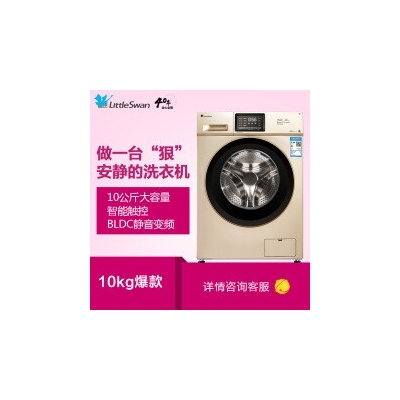 LittleSwan
做一台“狠”
安静的洗衣机
10公斤大容量
智能触控
BLDC静音变频
10kg爆款
详情咨询客服